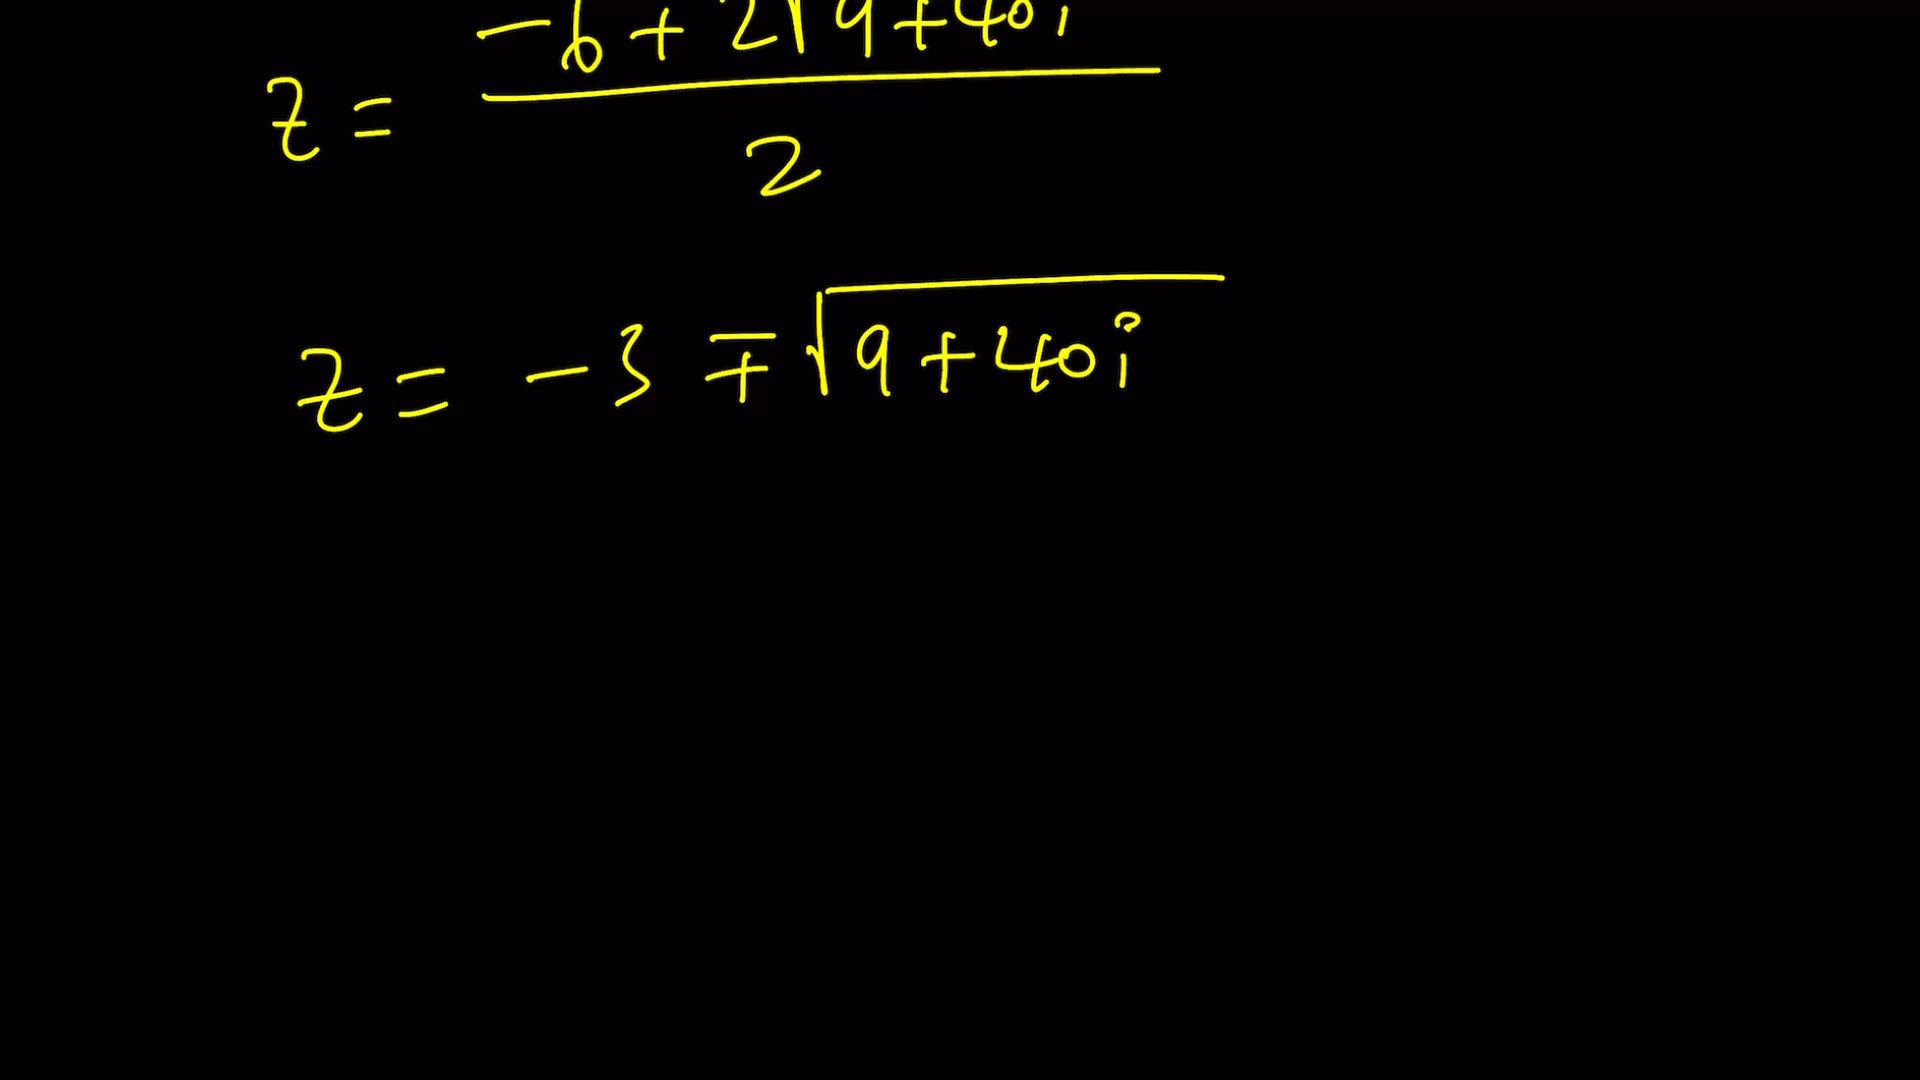 -6+2√9+40i
z=
2
z= -3 ∓ √9+40i